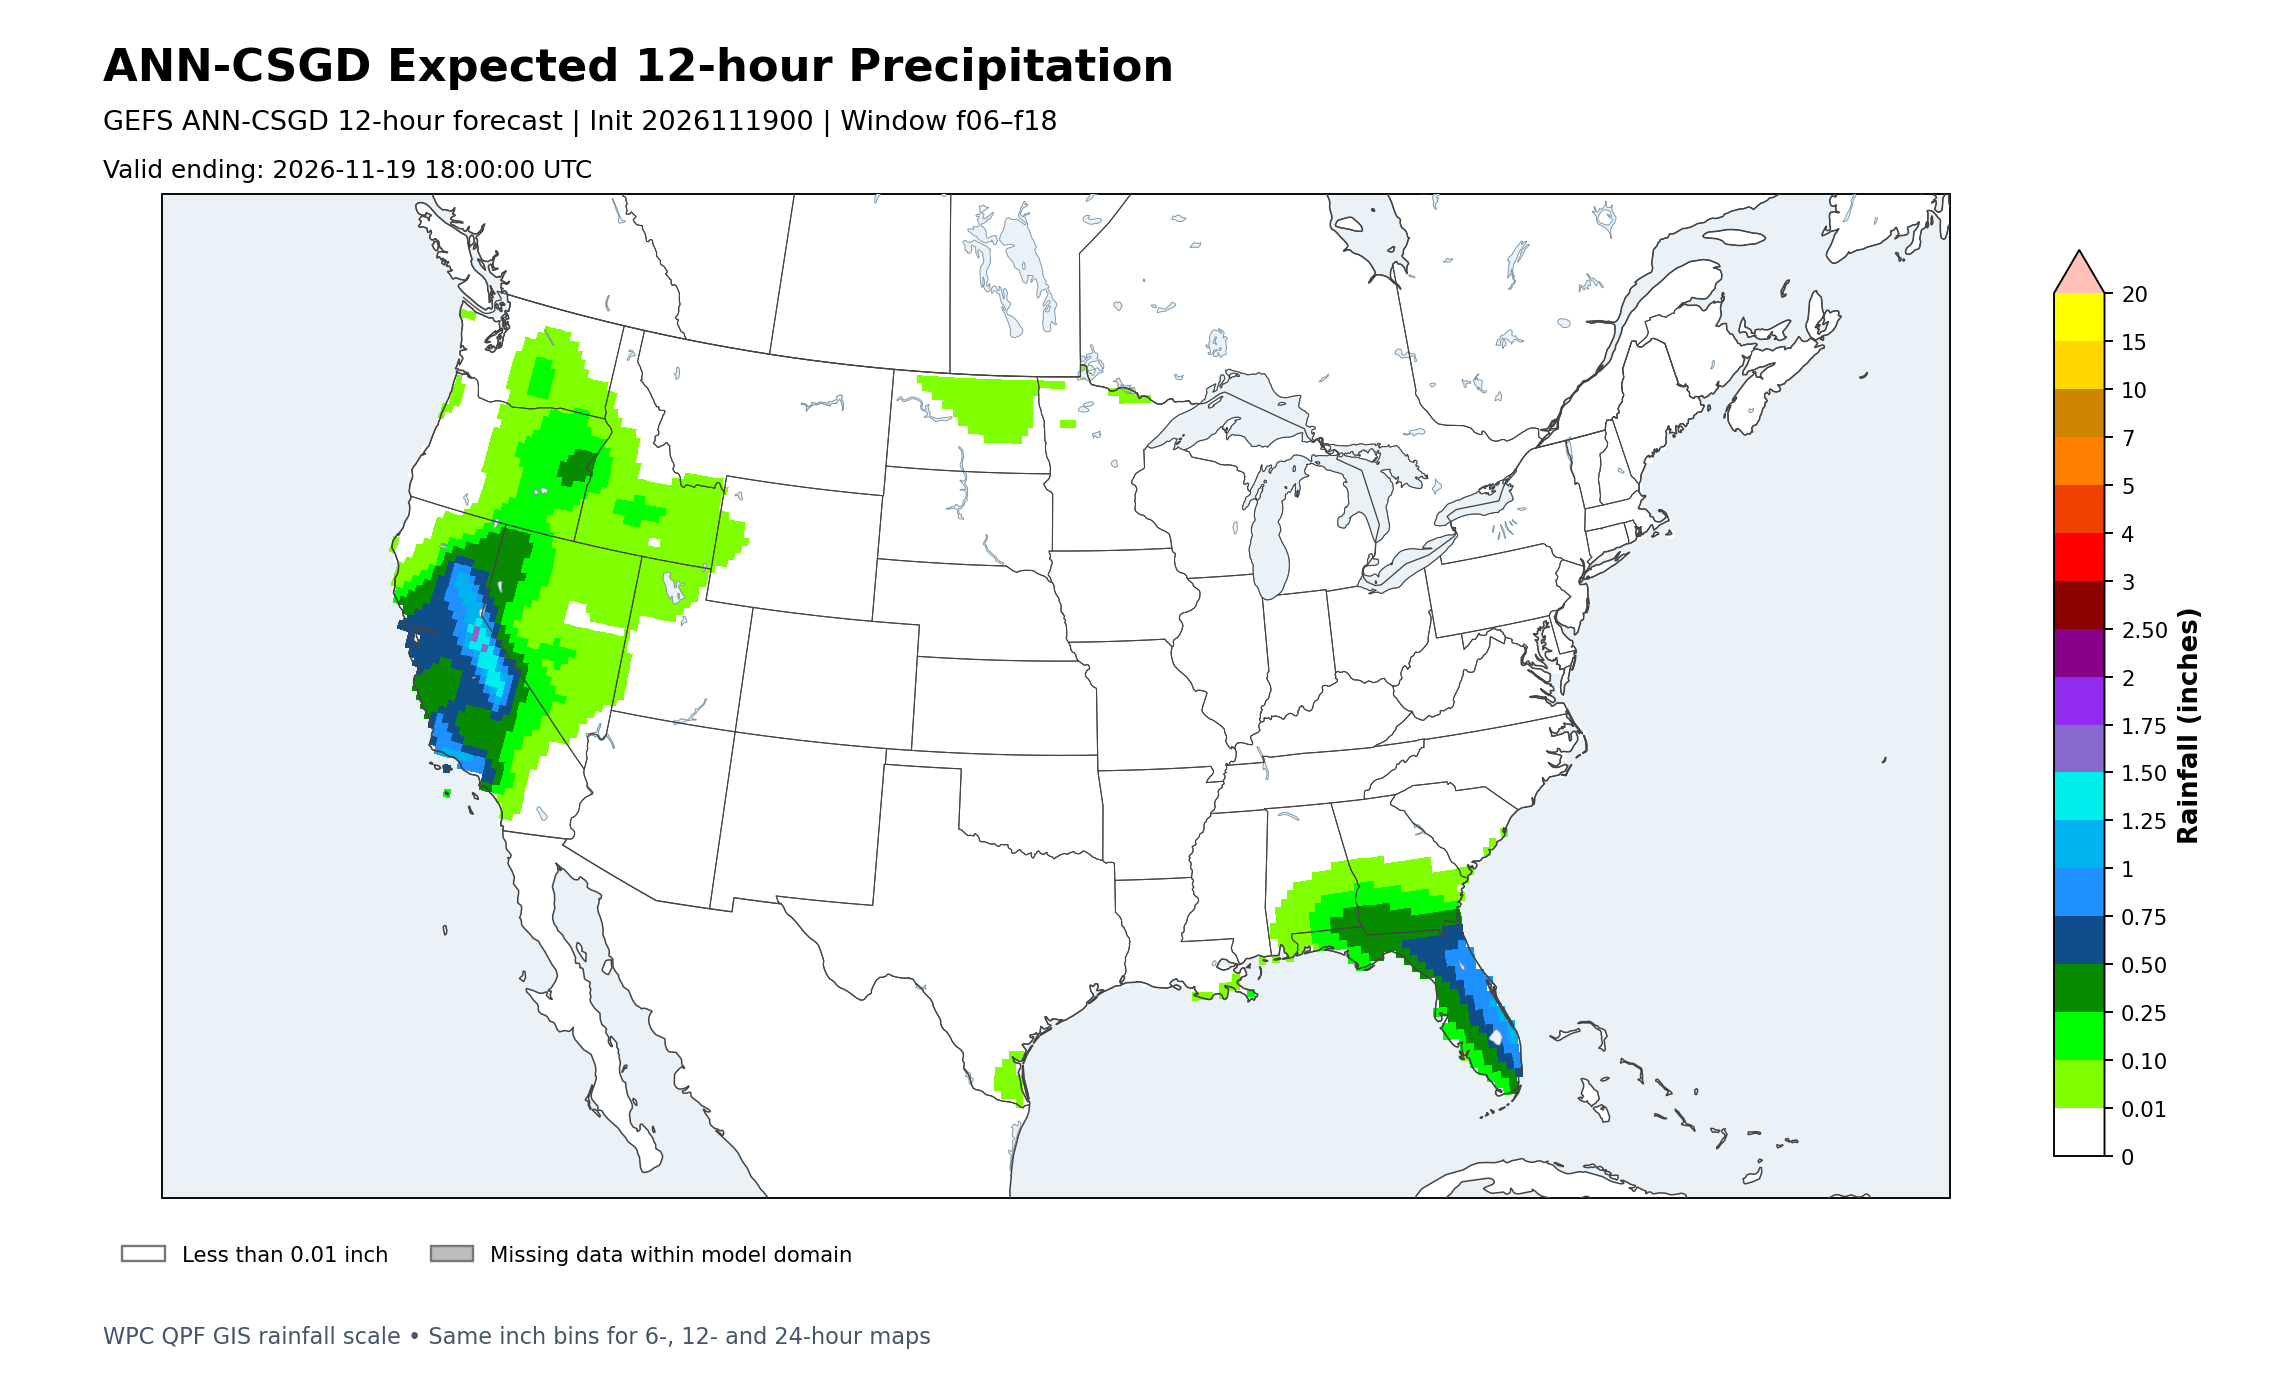 ANN-CSGD Expected 12-hour Precipitation
GEFS ANN-CSGD 12-hour forecast | Init 2026111900 | Window f06–f18
Valid ending: 2026-11-19 18:00:00 UTC
20
15
10
7
5
4
3
2.50
2
1.75
1.50
1.25
1
0.75
0.50
0.25
0.10
0.01
0
Rainfall (inches)
Less than 0.01 inch
Missing data within model domain
WPC QPF GIS rainfall scale • Same inch bins for 6-, 12- and 24-hour maps